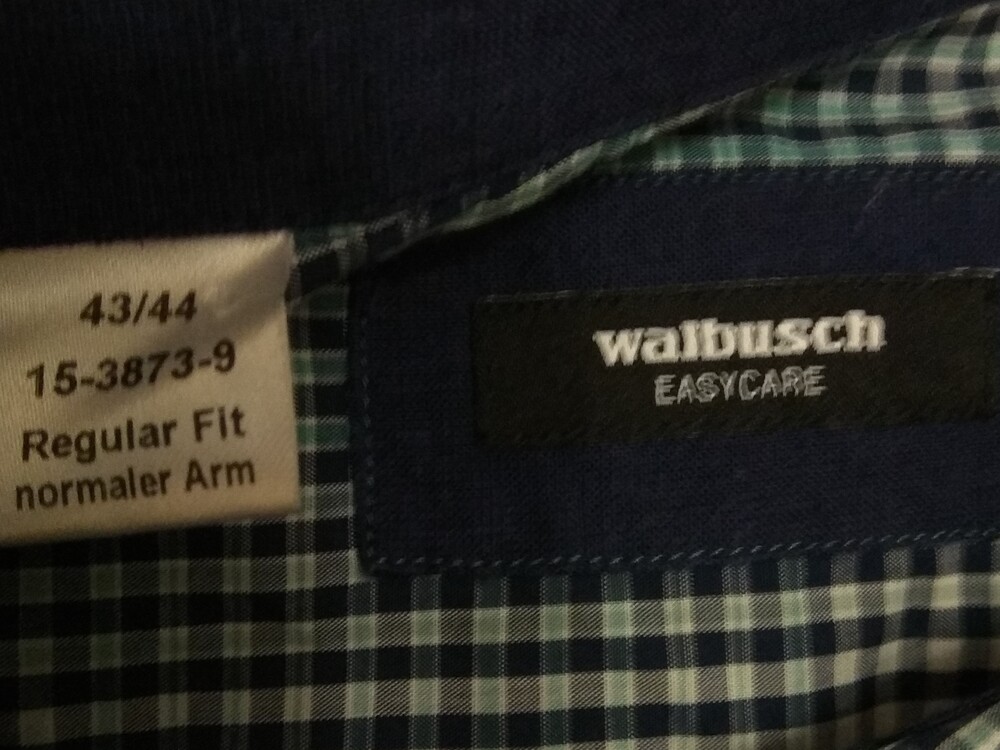 43/44
15-3873-9
Regular Fit
normaler Arm
walbusch
EASYCARE